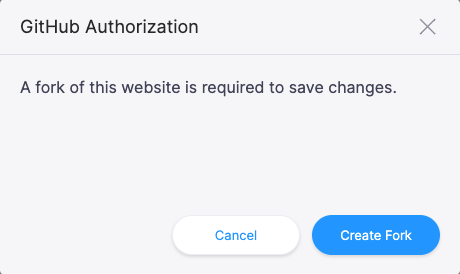 GitHub Authorization
A fork of this website is required to save changes.
Cancel
Create Fork